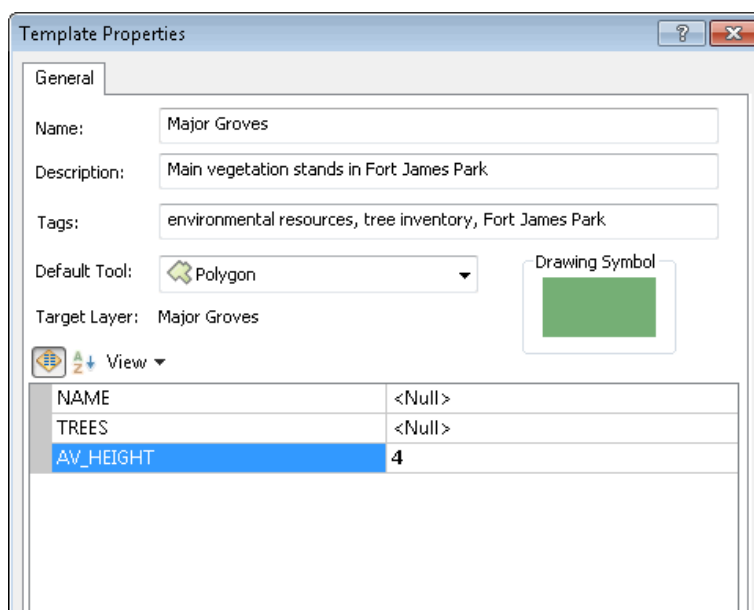 Template Properties
General
Name: Major Groves
Description: Main vegetation stands in Fort James Park
Tags: environmental resources, tree inventory, Fort James Park
Default Tool: Polygon
Drawing Symbol
Target Layer: Major Groves
View
NAME <Null>
TREES <Null>
AV_HEIGHT 4